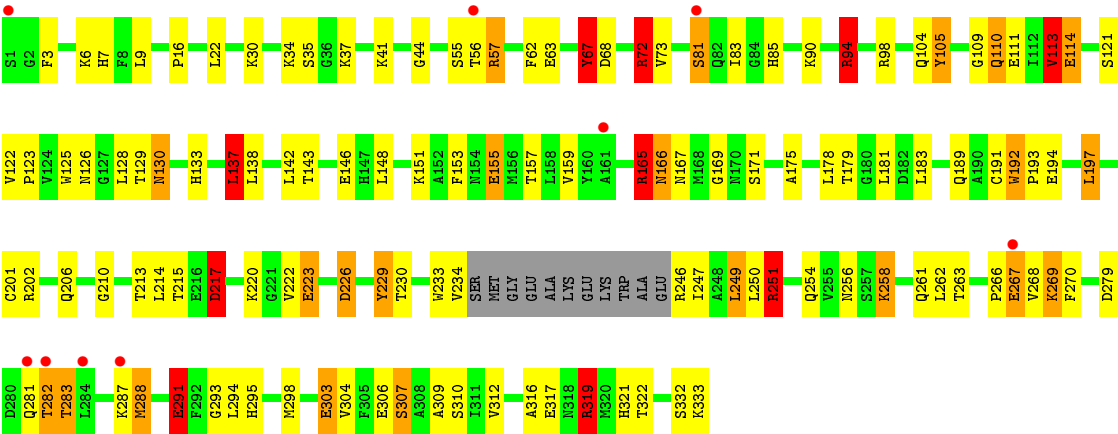 S1 G2 F3 K6 H7 F8 L9 P16 L22 K30 K34 S35 G36 K37 K41 G44 S55 T56 R57 F62 E63 Y67 D68 R72 V73 S81 Q82 I83 G84 H85 K90 R94 R98 Q104 Y105 G109 Q110 E111 I112 V113 E114 S121
V122 P123 V124 W125 N126 G127 L128 T129 N130 H133 L137 L138 L142 T143 E146 H147 L148 K151 A152 F153 N154 E155 M156 T157 L158 V159 Y160 A161 R165 N166 N167 M168 G169 N170 S171 A175 L178 T179 G180 L181 D182 L183 Q189 A190 C191 W192 P193 E194 L197
C201 R202 Q206 G210 T213 L214 T215 E216 D217 K220 G221 V222 E223 D226 Y229 T230 W233 V234 SER MET GLY GLU ALA LYS GLU LYS TRP ALA GLU R246 I247 A248 L249 L250 R251 Q254 V255 N256 S257 K258 Q261 L262 T263 P266 E267 V268 K269 F270 D279
D280 Q281 T282 T283 L284 K287 M288 E291 F292 G293 L294 H295 M298 E303 V304 F305 E306 S307 A308 A309 S310 I311 V312 A316 E317 N318 R319 M320 H321 T322 S332 K333